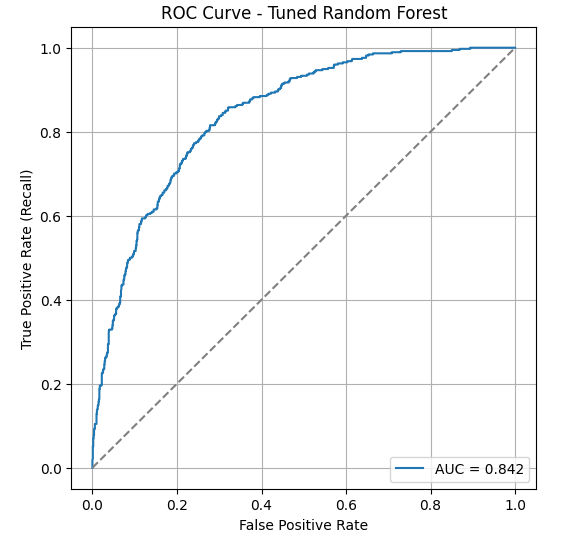 ROC Curve - Tuned Random Forest
True Positive Rate (Recall)
1.0
0.8
0.6
0.4
0.2
0.0
AUC = 0.842
0.0 0.2 0.4 0.6 0.8 1.0
False Positive Rate